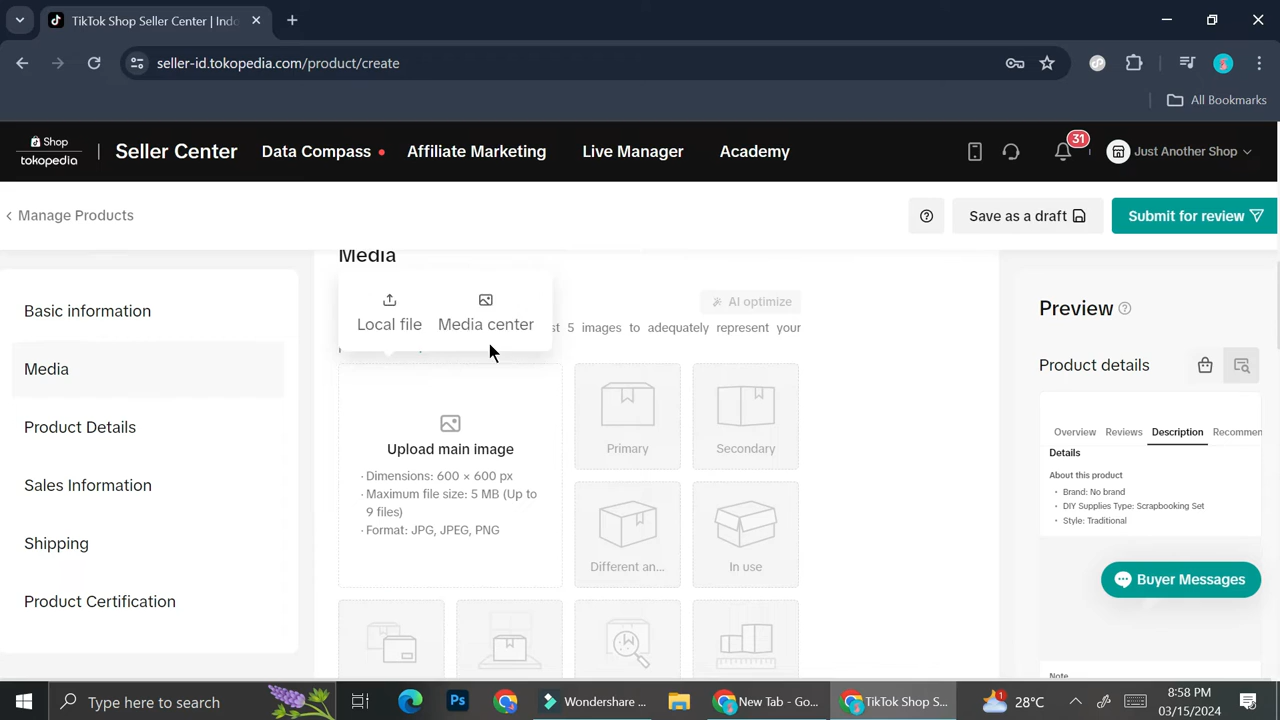 TikTok Shop Seller Center | Indo
seller-id.tokopedia.com/product/create
All Bookmarks
Shop
tokopedia
Seller Center
Data Compass
Affiliate Marketing
Live Manager
Academy
31
Just Another Shop
Manage Products
Save as a draft
Submit for review
Basic information
Media
Product Details
Sales Information
Shipping
Product Certification
Media
Local file
Media center
AI optimize
5 images to adequately represent your
Upload main image
· Dimensions: 600 × 600 px
· Maximum file size: 5 MB (Up to
9 files)
· Format: JPG, JPEG, PNG
Primary
Secondary
Different an...
In use
Preview
Product details
Overview
Reviews
Description
Recommen
Details
About this product
• Brand: No brand
• DIY Supplies Type: Scrapbooking Set
• Style: Traditional
Buyer Messages
Note
Type here to search
Ps
Wondershare ...
New Tab - Go...
TikTok Shop S...
1
28°C
8:58 PM
03/15/2024